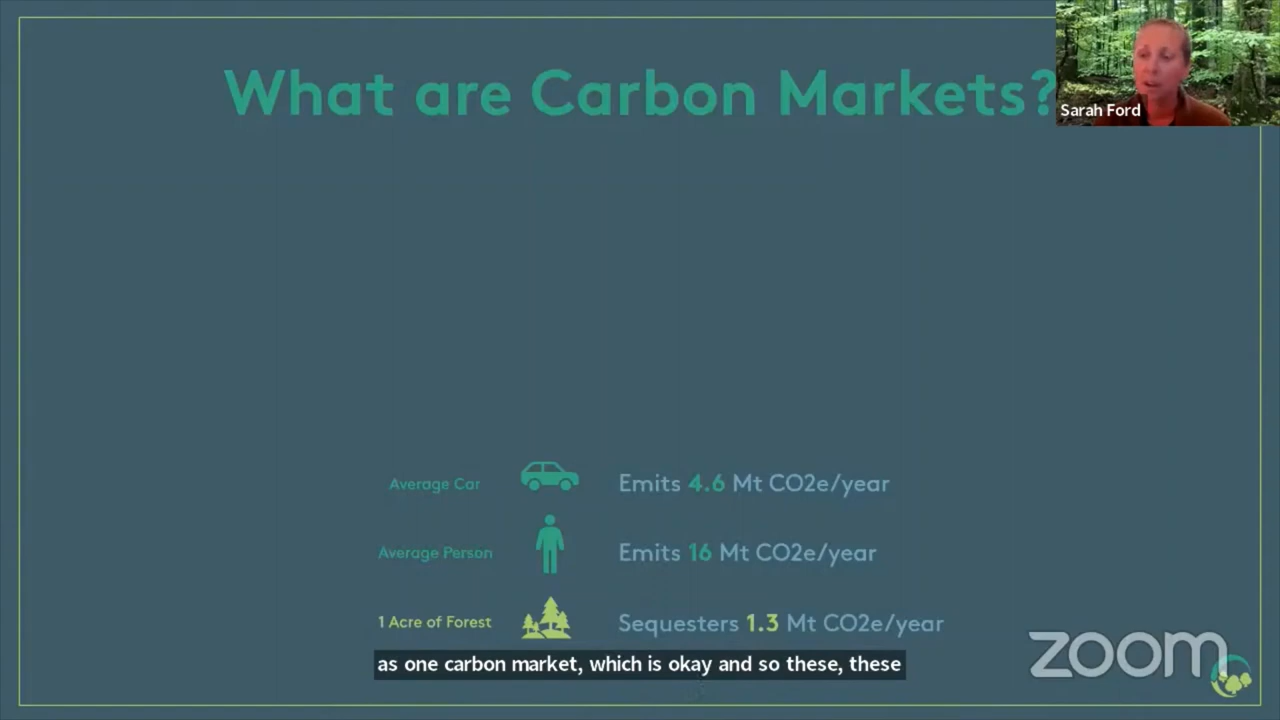 What are Carbon Markets?
Sarah Ford
Average Car
Emits 4.6 Mt CO2e/year
Average Person
Emits 16 Mt CO2e/year
1 Acre of Forest
Sequesters 1.3 Mt CO2e/year
as one carbon market, which is okay and so these, these
zoom